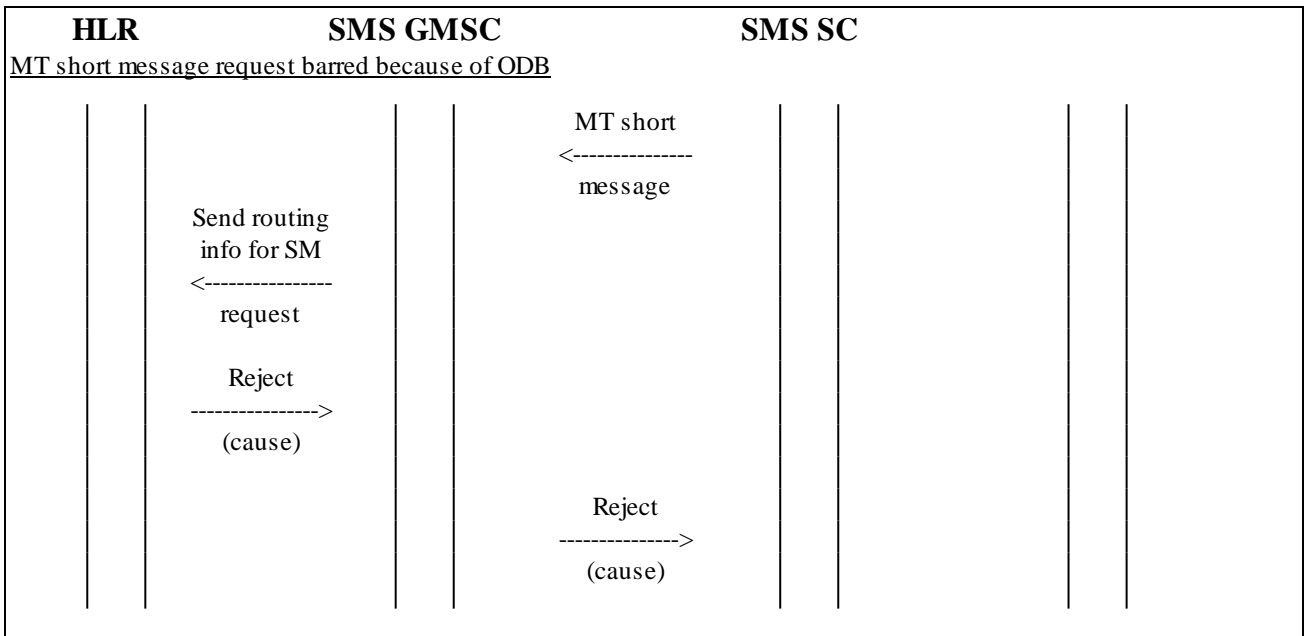 HLR SMS GMSC SMS SC
MT short message request barred because of ODB
MT short
<---------------
message
Send routing
info for SM
<----------------
request
Reject
---------------->
(cause)
Reject
--------------->
(cause)